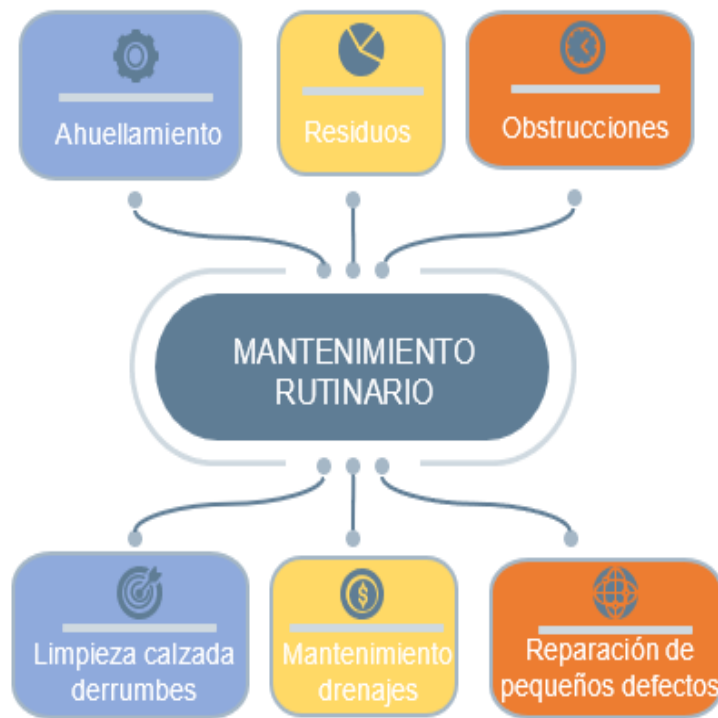 Ahuellamiento
Residuos
Obstrucciones
MANTENIMIENTO
RUTINARIO
Limpieza calzada
derrumbes
Mantenimiento
drenajes
Reparación de
pequeños defectos
$